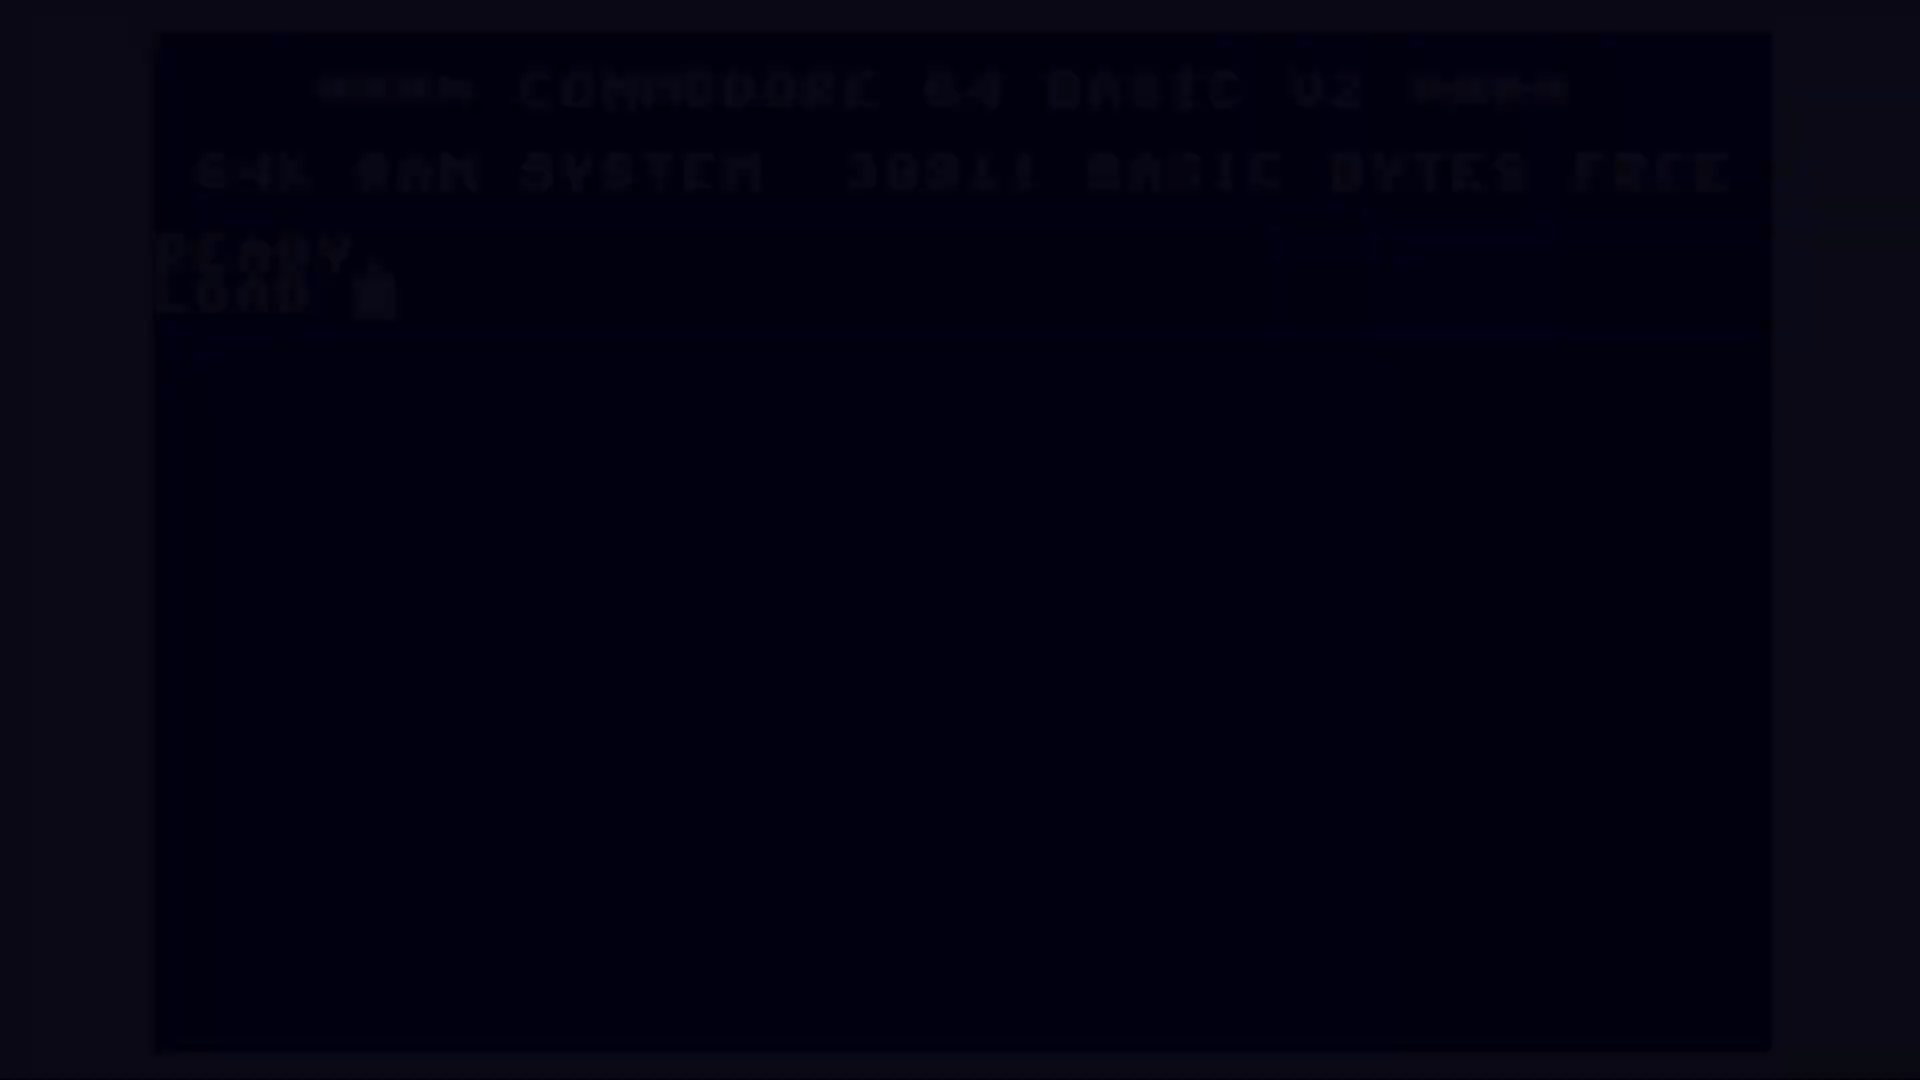 **** COMMODORE 64 BASIC V2 ****
64K RAM SYSTEM 38911 BASIC BYTES FREE
READY.
LOAD